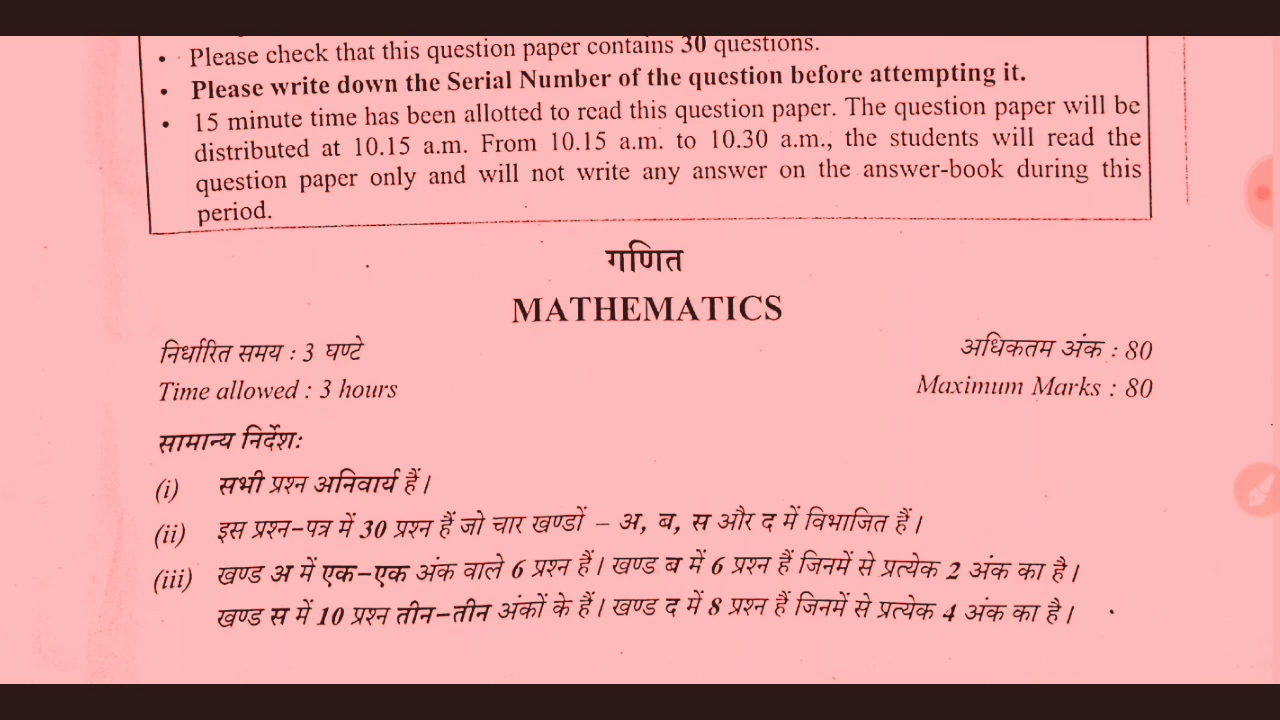 • Please check that this question paper contains 30 questions.
• Please write down the Serial Number of the question before attempting it.
• 15 minute time has been allotted to read this question paper. The question paper will be
distributed at 10.15 a.m. From 10.15 a.m. to 10.30 a.m., the students will read the
question paper only and will not write any answer on the answer-book during this
period.
गणित
MATHEMATICS
निर्धारित समय : 3 घण्टे अधिकतम अंक : 80
Time allowed : 3 hours Maximum Marks : 80
सामान्य निर्देश:
(i) सभी प्रश्न अनिवार्य हैं।
(ii) इस प्रश्न-पत्र में 30 प्रश्न हैं जो चार खण्डों – अ, ब, स और द में विभाजित हैं।
(iii) खण्ड अ में एक-एक अंक वाले 6 प्रश्न हैं। खण्ड ब में 6 प्रश्न हैं जिनमें से प्रत्येक 2 अंक का है।
खण्ड स में 10 प्रश्न तीन-तीन अंकों के हैं। खण्ड द में 8 प्रश्न हैं जिनमें से प्रत्येक 4 अंक का है।